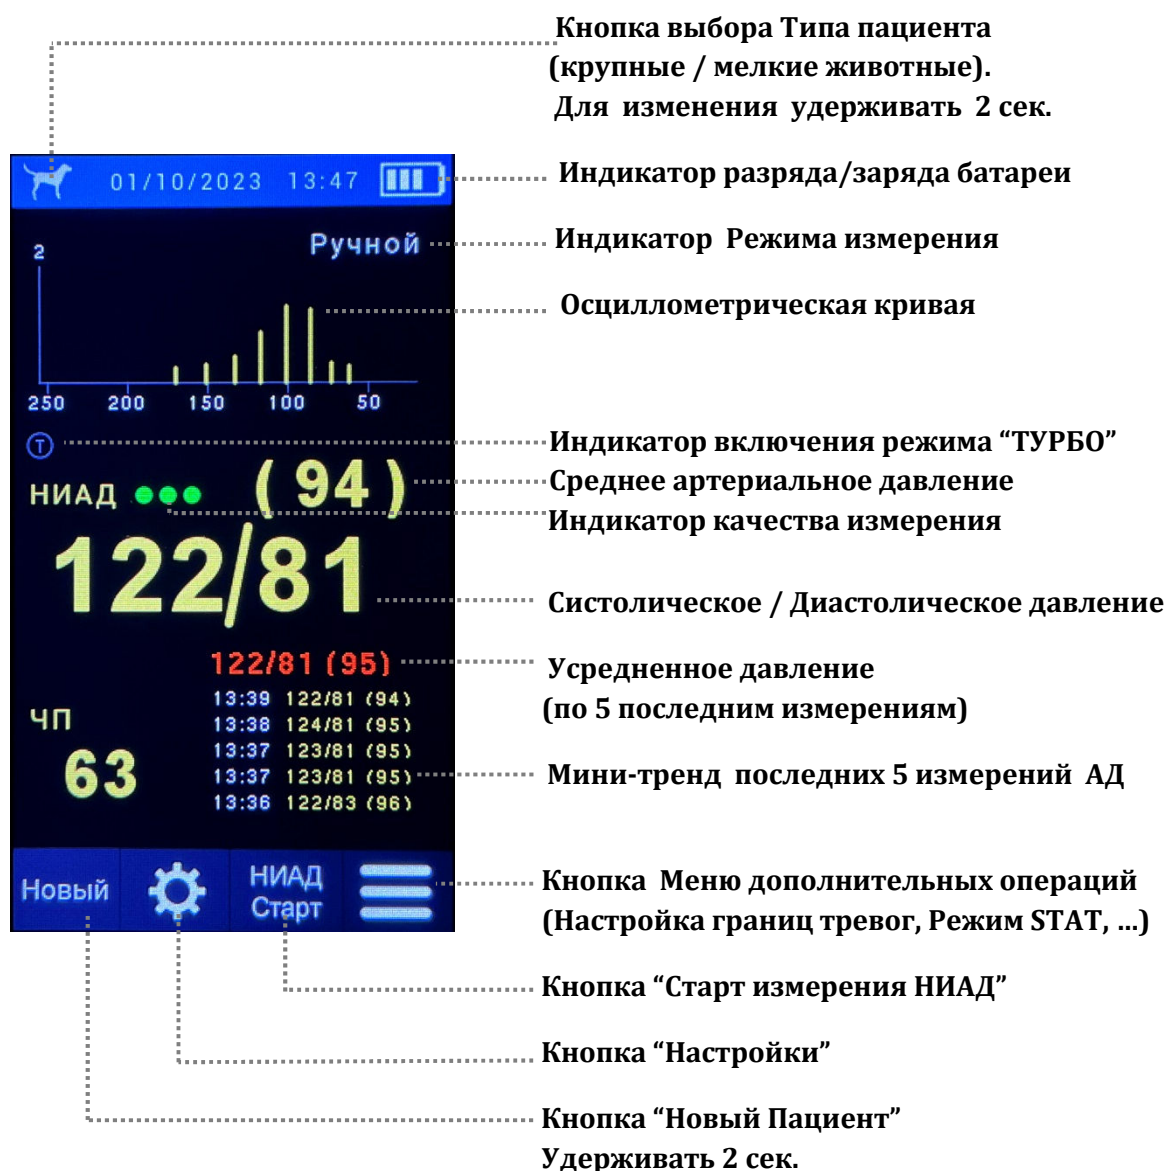 Кнопка выбора Типа пациента
(крупные / мелкие животные).
Для изменения удерживать 2 сек.
01/10/2023 13:47
Индикатор разряда/заряда батареи
2
Ручной
Индикатор Режима измерения
Осциллометрическая кривая
250 200 150 100 50
T
Индикатор включения режима “ТУРБО”
НИАД
(94)
Среднее артериальное давление
Индикатор качества измерения
122/81
Систолическое / Диастолическое давление
122/81 (95)
Усредненное давление
(по 5 последним измерениям)
ЧП
63
13:39 122/81 (94)
13:38 124/81 (95)
13:37 123/81 (95)
13:37 123/81 (95)
13:36 122/83 (96)
Мини-тренд последних 5 измерений АД
Новый
НИАД
Старт
Кнопка Меню дополнительных операций
(Настройка границ тревог, Режим STAT, ...)
Кнопка “Старт измерения НИАД”
Кнопка “Настройки”
Кнопка “Новый Пациент”
Удерживать 2 сек.